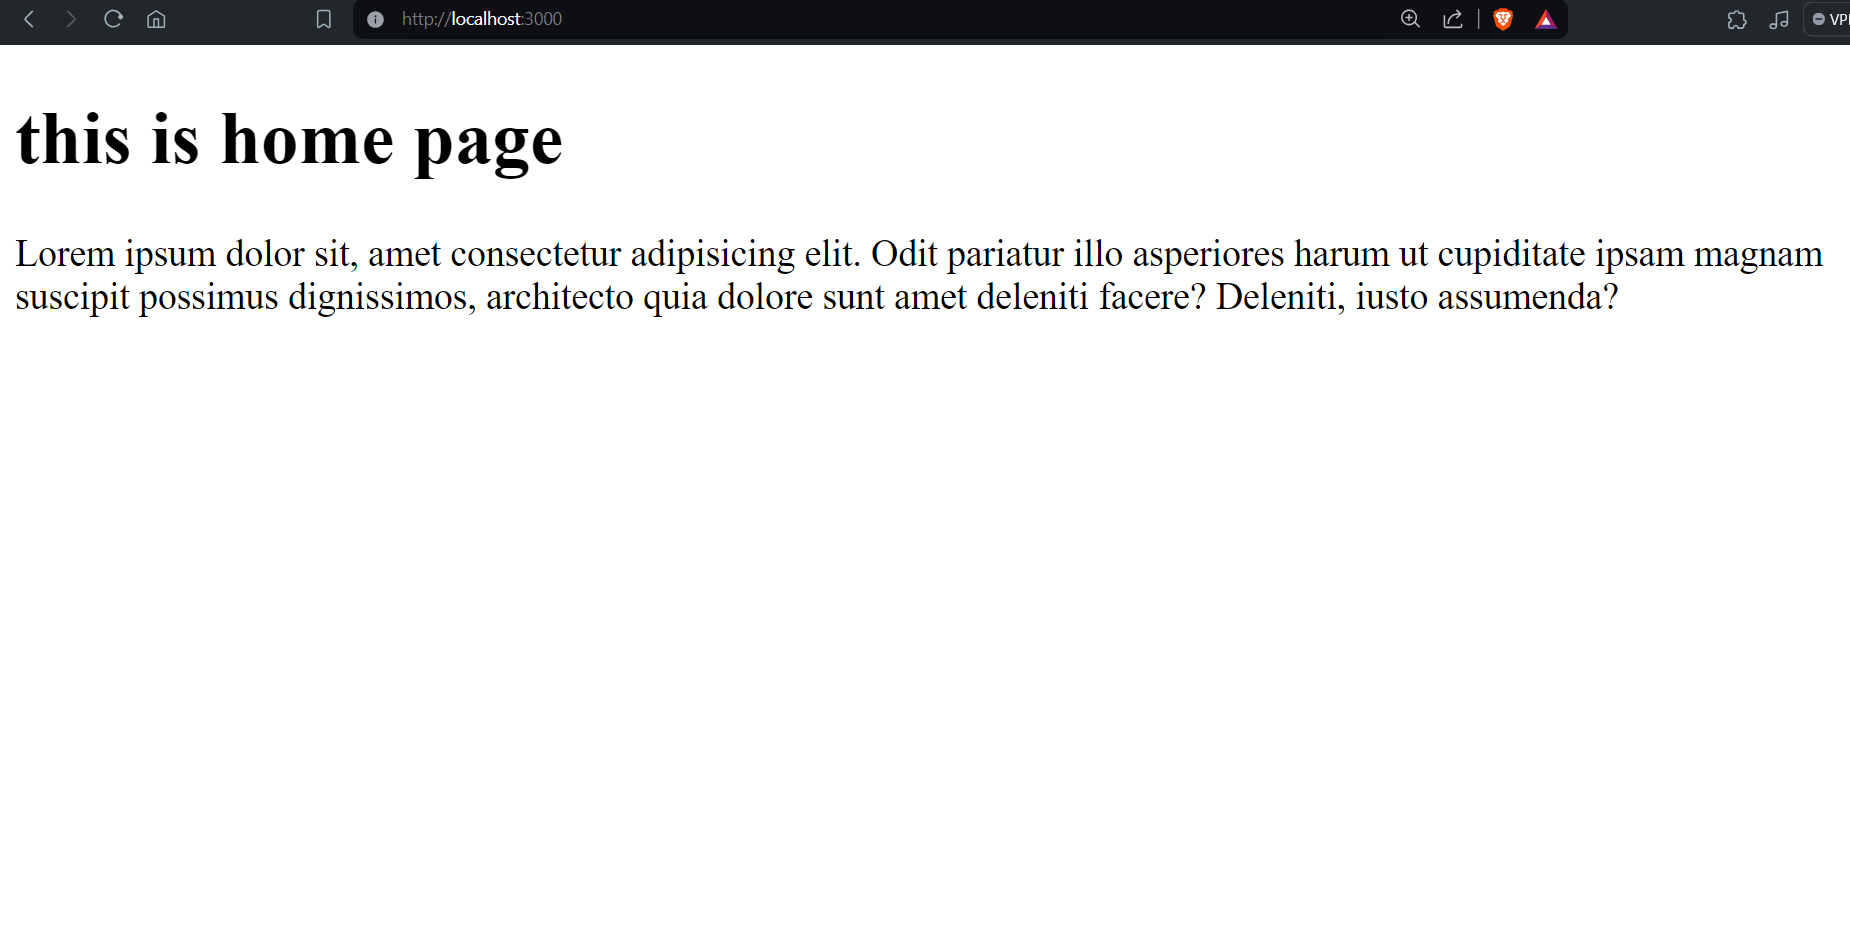 http://localhost:3000
this is home page
Lorem ipsum dolor sit, amet consectetur adipisicing elit. Odit pariatur illo asperiores harum ut cupiditate ipsam magnam
suscipit possimus dignissimos, architecto quia dolore sunt amet deleniti facere? Deleniti, iusto assumenda?